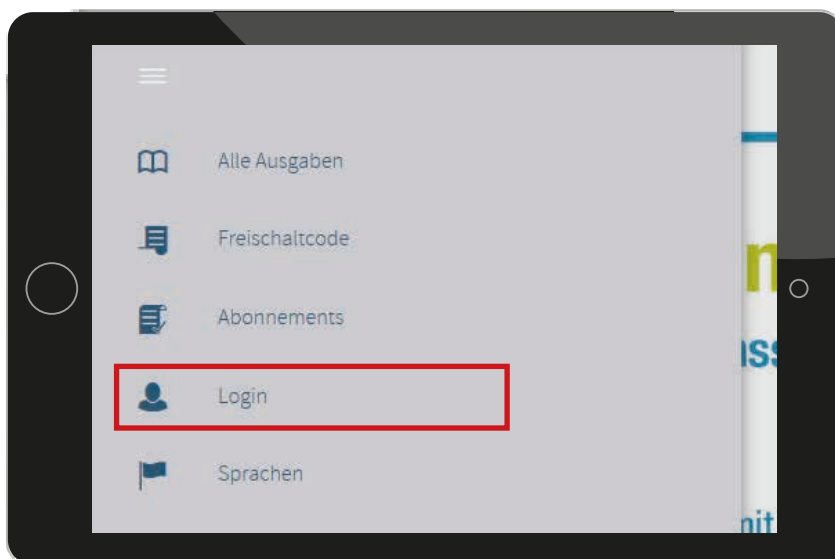 Alle Ausgaben
Freischaltcode
Abonnements
Login
Sprachen